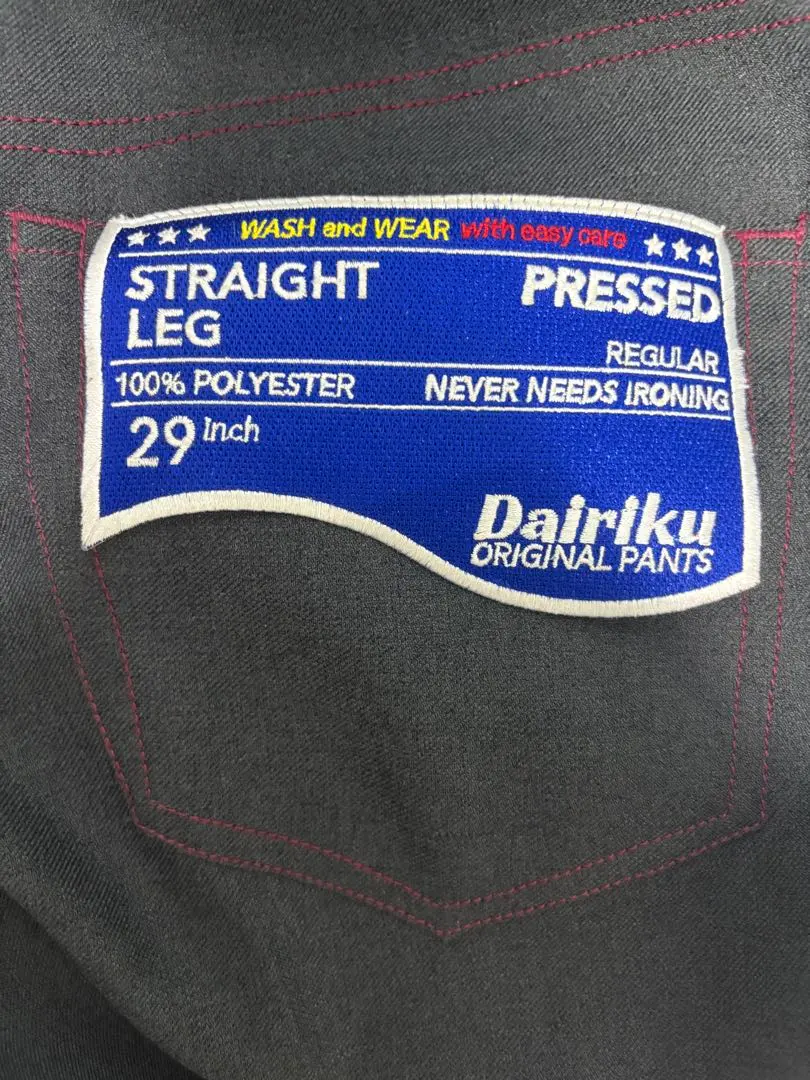 ★★★ WASH and WEAR with easy care ★★★
STRAIGHT LEG
PRESSED
REGULAR
100% POLYESTER NEVER NEEDS IRONING
29 Inch
Dairiku
ORIGINAL PANTS